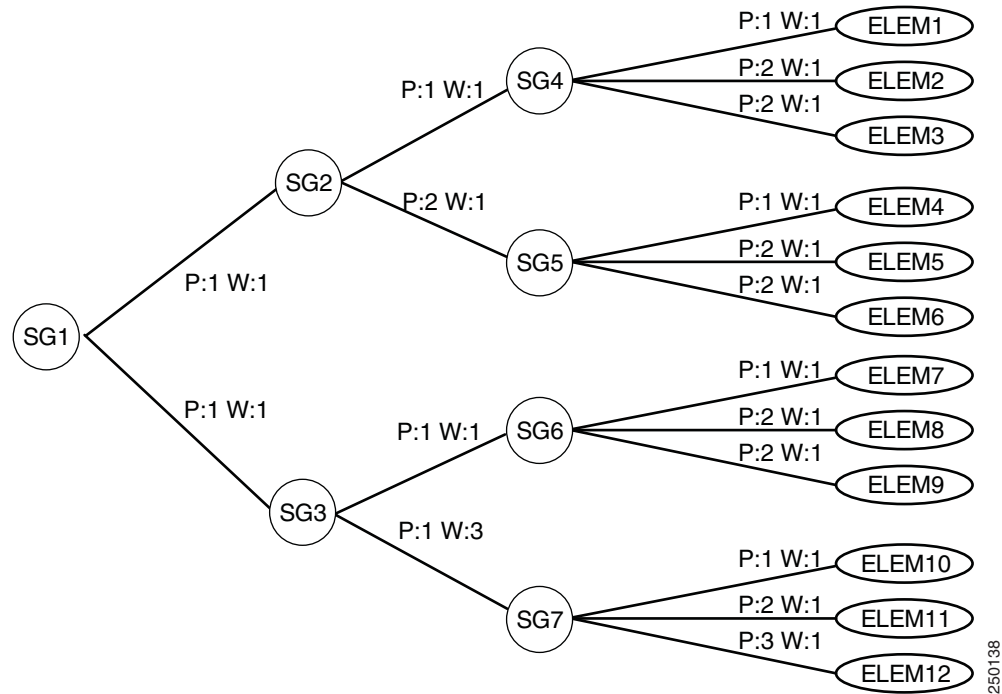 P:1 W:1 ELEM1
SG4 P:2 W:1 ELEM2
P:1 W:1
P:2 W:1 ELEM3
SG2
P:2 W:1
P:1 W:1 ELEM4
SG5 P:2 W:1 ELEM5
P:2 W:1 ELEM6
P:1 W:1
SG1
P:1 W:1
P:1 W:1 ELEM7
P:1 W:1 SG6 P:2 W:1 ELEM8
P:2 W:1 ELEM9
SG3
P:1 W:3
P:1 W:1 ELEM10
SG7 P:2 W:1 ELEM11
P:3 W:1 ELEM12
250138